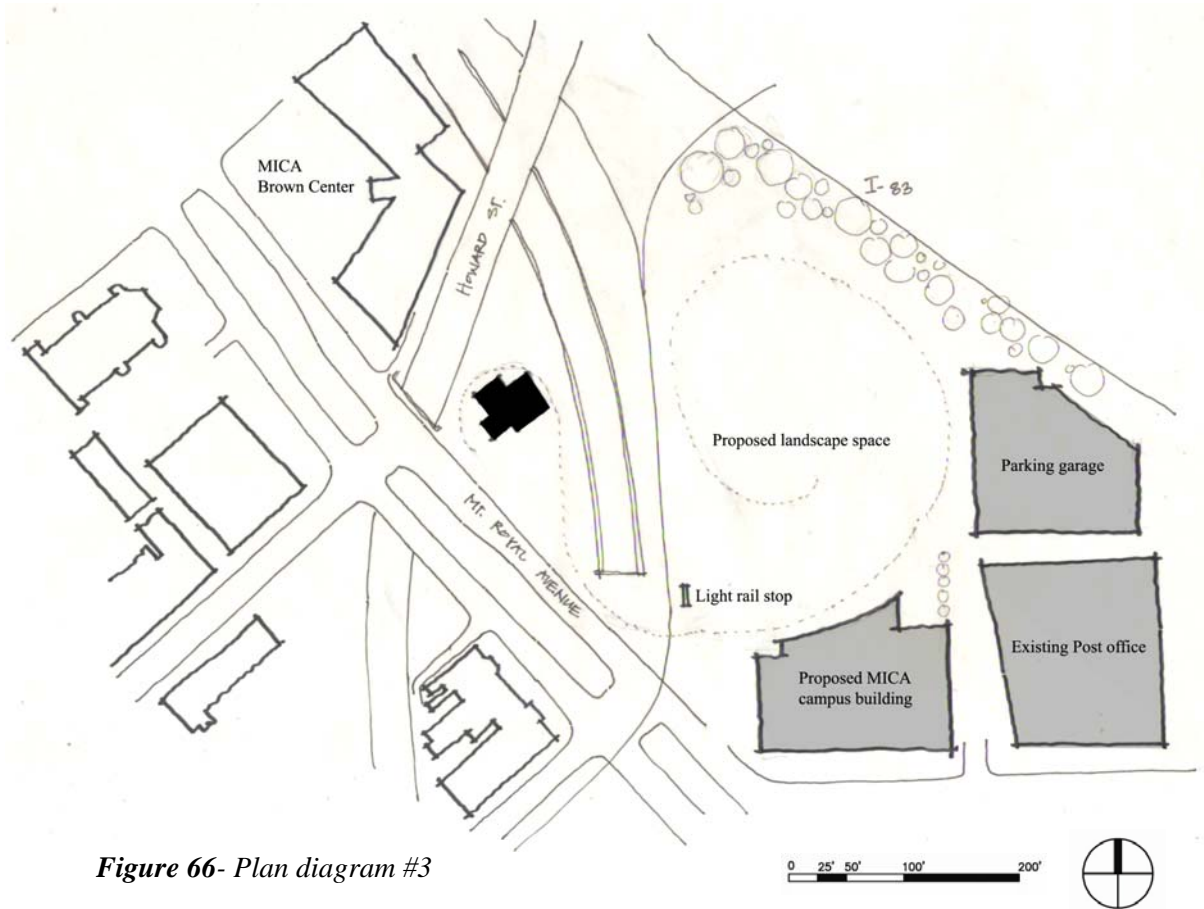 MICA
Brown Center
HOWARD ST.
I-83
Proposed landscape space
Parking garage
MT. ROYAL AVENUE
Light rail stop
Existing Post office
Proposed MICA
campus building
Figure 66- Plan diagram #3
0 25' 50' 100' 200'